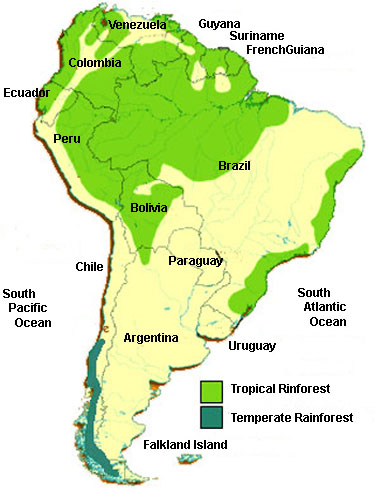 Venezuela
Guyana
Suriname
FrenchGuiana
Colombia
Ecuador
Peru
Brazil
Bolivia
Chile
Paraguay
South
Pacific
Ocean
South
Atlantic
Ocean
Argentina
Uruguay
Tropical Rinforest
Temperate Rainforest
Falkland Island